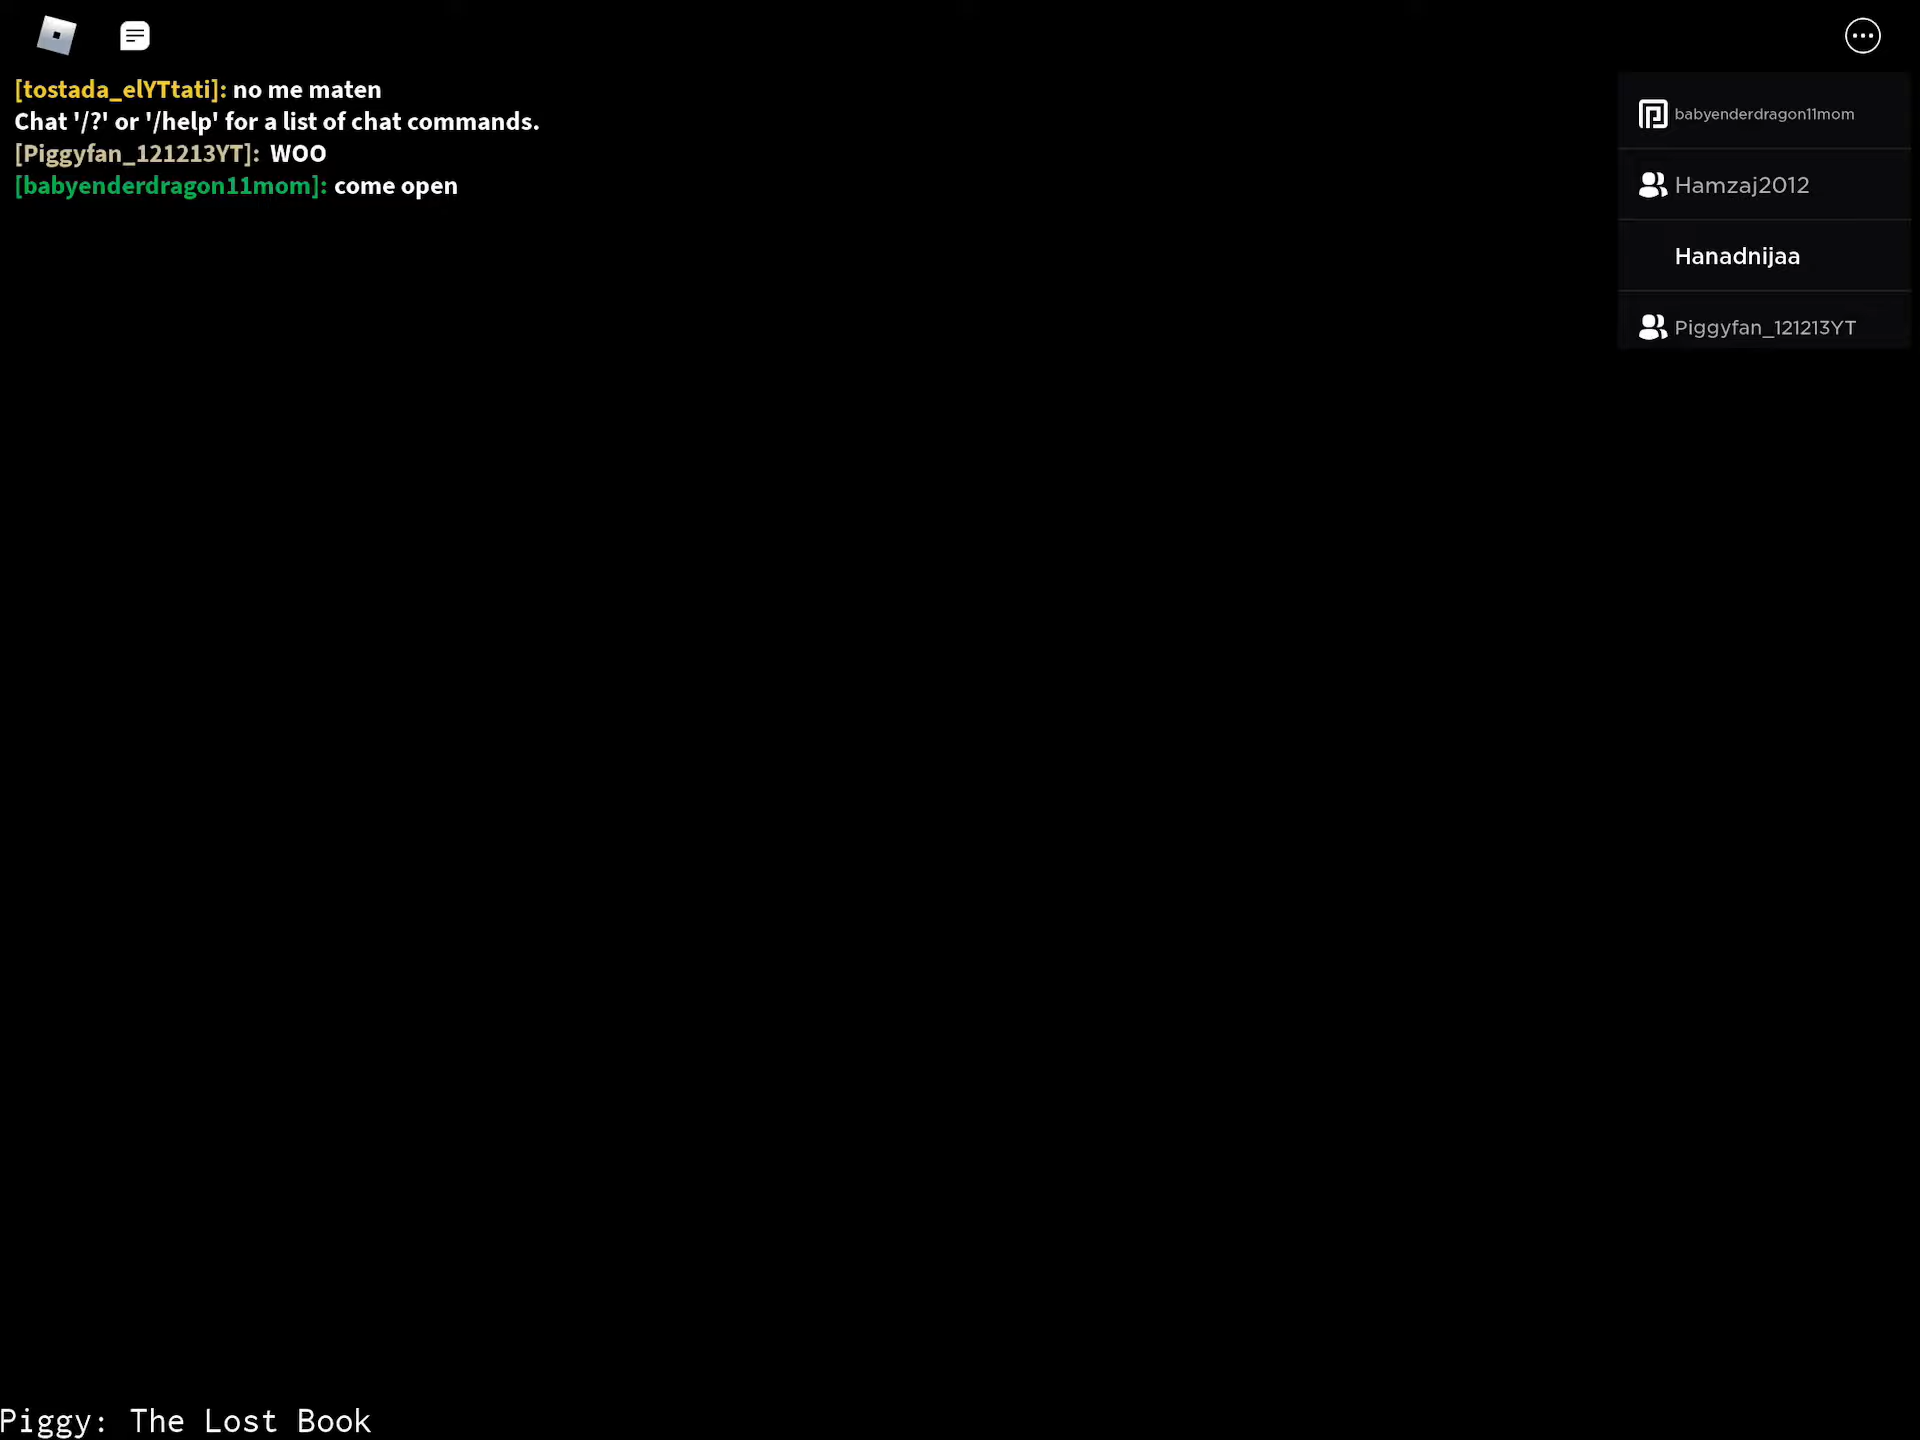 [tostada_elYTtati]: no me maten
Chat '/?' or '/help' for a list of chat commands.
[Piggyfan_121213YT]: WOO
[babyenderdragon11mom]: come open
babyenderdragon11mom
Hamzaj2012
Hanadnijaa
Piggyfan_121213YT
Piggy: The Lost Book